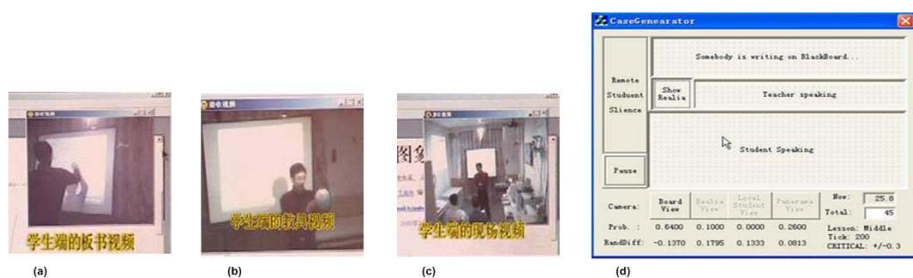 学生端的板书视频
学生端的教具视频
学生端的现场视频
(a)
(b)
(c)
(d)
CaseGenearator
Somebody is writing on BlackBoard...
Remote
Studuent
Slience
Show
Realia
Teacher speaking
Student Speaking
Pause
Camera:
Board
View
Realia
View
Local
Student
View
Panorama
View
Now:
25.8
Total:
45
Prob. :
0.6400
0.1000
0.0000
0.2600
Lesson: Middle
Tick: 200
RandDiff:
-0.1370
0.1795
0.1333
0.0813
CRITICAL: +/-0.3